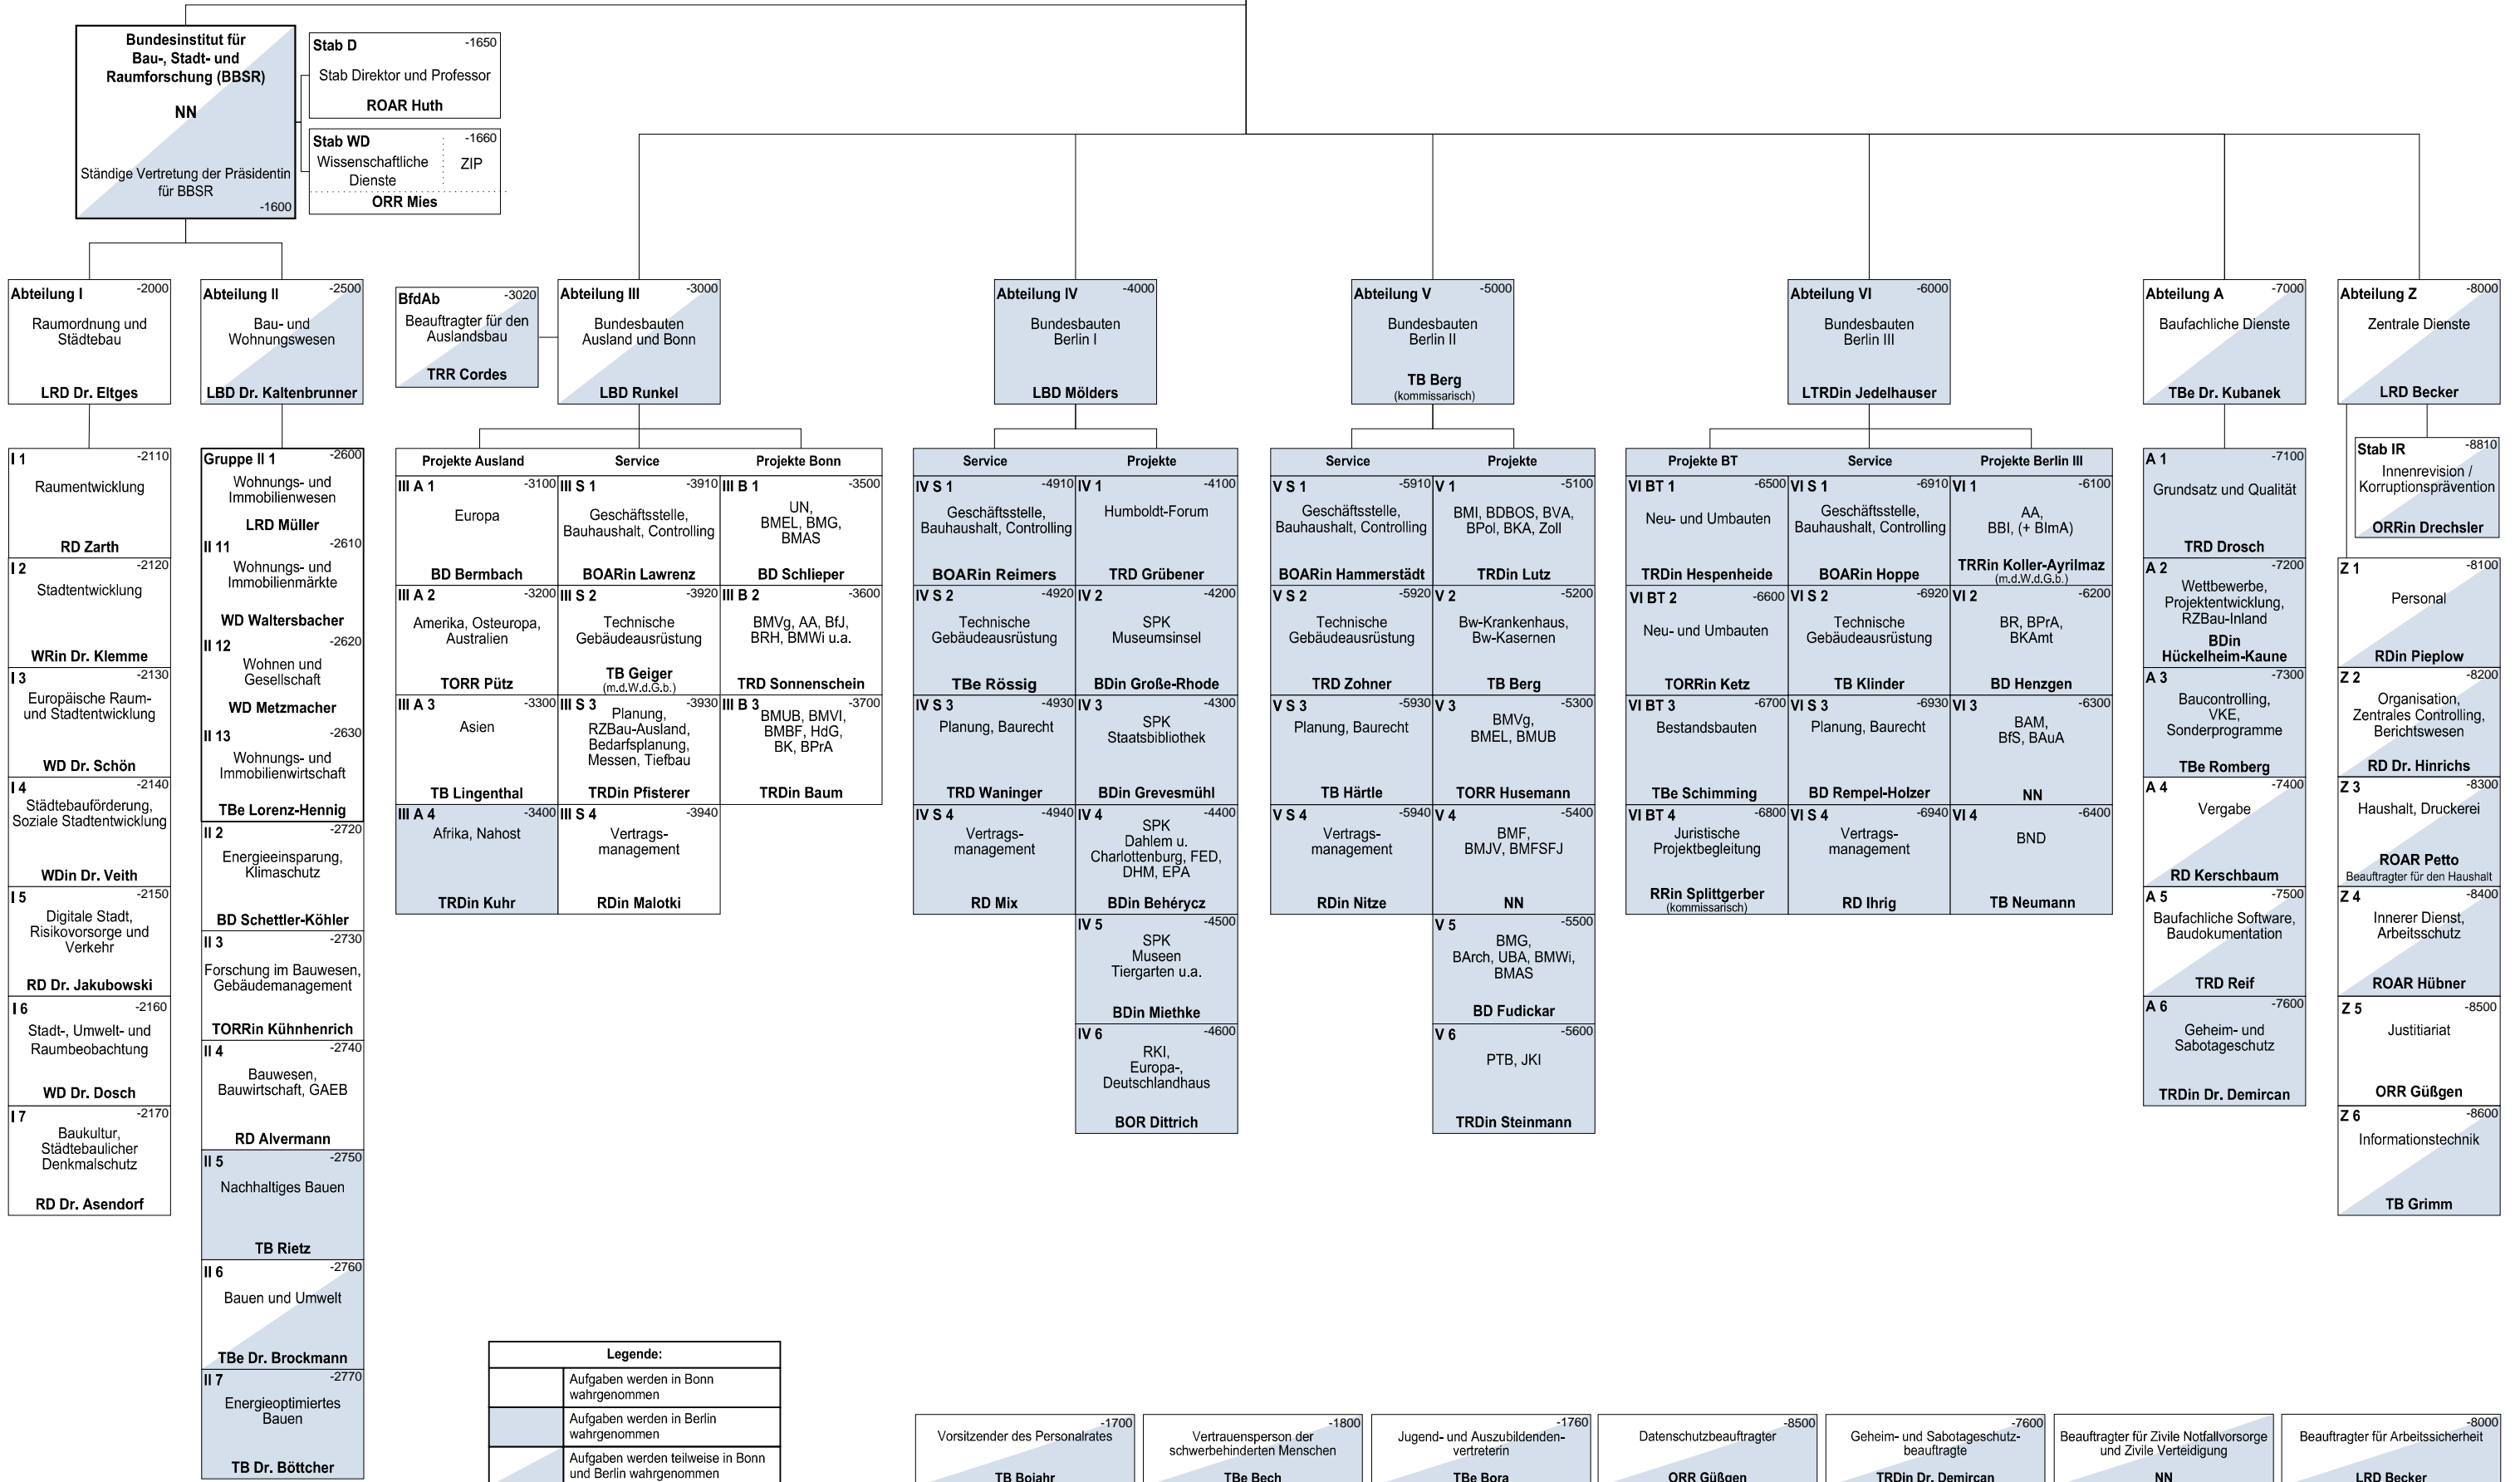 Bundesinstitut für
Bau-, Stadt- und
Raumforschung (BBSR)
NN
Ständige Vertretung der Präsidentin
für BBSR
-1600
Stab D -1650
Stab Direktor und Professor
ROAR Huth
Stab WD -1660
Wissenschaftliche
Dienste
ZIP
ORR Mies
Abteilung I -2000
Raumordnung und
Städtebau
LRD Dr. Eltges
Abteilung II -2500
Bau- und
Wohnungswesen
LBD Dr. Kaltenbrunner
BfdAb -3020
Beauftragter für den
Auslandsbau
TRR Cordes
Abteilung III -3000
Bundesbauten
Ausland und Bonn
LBD Runkel
Abteilung IV -4000
Bundesbauten
Berlin I
LBD Mölders
Abteilung V -5000
Bundesbauten
Berlin II
TB Berg
(kommissarisch)
Abteilung VI -6000
Bundesbauten
Berlin III
LTRDin Jedelhauser
Abteilung A -7000
Baufachliche Dienste
TBe Dr. Kubanek
Abteilung Z -8000
Zentrale Dienste
LRD Becker
I 1 -2110
Raumentwicklung
RD Zarth
I 2 -2120
Stadtentwicklung
WRin Dr. Klemme
I 3 -2130
Europäische Raum-
und Stadtentwicklung
WD Dr. Schön
I 4 -2140
Städtebauförderung,
Soziale Stadtentwicklung
WDin Dr. Veith
I 5 -2150
Digitale Stadt,
Risikovorsorge und
Verkehr
RD Dr. Jakubowski
I 6 -2160
Stadt-, Umwelt- und
Raumbeobachtung
WD Dr. Dosch
I 7 -2170
Baukultur,
Städtebaulicher
Denkmalschutz
RD Dr. Asendorf
Gruppe II 1 -2600
Wohnungs- und
Immobilienwesen
LRD Müller
II 11 -2610
Wohnungs- und
Immobilienmärkte
WD Waltersbacher
II 12 -2620
Wohnen und
Gesellschaft
WD Metzmacher
II 13 -2630
Wohnungs- und
Immobilienwirtschaft
TBe Lorenz-Hennig
II 2 -2720
Energieeinsparung,
Klimaschutz
BD Schettler-Köhler
II 3 -2730
Forschung im Bauwesen,
Gebäudemanagement
TORRin Kühnhenrich
II 4 -2740
Bauwesen,
Bauwirtschaft, GAEB
RD Alvermann
II 5 -2750
Nachhaltiges Bauen
TB Rietz
II 6 -2760
Bauen und Umwelt
TBe Dr. Brockmann
II 7 -2770
Energieoptimiertes
Bauen
TB Dr. Böttcher
Projekte Ausland
III A 1 -3100
Europa
BD Bermbach
III A 2 -3200
Amerika, Osteuropa,
Australien
TORR Pütz
III A 3 -3300
Asien
TB Lingenthal
III A 4 -3400
Afrika, Nahost
TRDin Kuhr
Service
III S 1 -3910
Geschäftsstelle,
Bauhaushalt, Controlling
BOARin Lawrenz
III S 2 -3920
Technische
Gebäudeausrüstung
TB Geiger
(m.d.W.d.G.b.)
III S 3 -3930
Planung,
RZBau-Ausland,
Bedarfsplanung,
Messen, Tiefbau
TRDin Pfisterer
III S 4 -3940
Vertrags-
management
RDin Malotki
Projekte Bonn
III B 1 -3500
UN,
BMEL, BMG,
BMAS
BD Schlieper
III B 2 -3600
BMVg, AA, BfJ,
BRH, BMWi u.a.
TRD Sonnenschein
III B 3 -3700
BMUB, BMVI,
BMBF, HdG,
BK, BPrA
TRDin Baum
Service
IV S 1 -4910
Geschäftsstelle,
Bauhaushalt, Controlling
BOARin Reimers
IV S 2 -4920
Technische
Gebäudeausrüstung
TBe Rössig
IV S 3 -4930
Planung, Baurecht
TRD Waninger
IV S 4 -4940
Vertrags-
management
RD Mix
Projekte
IV 1 -4100
Humboldt-Forum
TRD Grübener
IV 2 -4200
SPK
Museumsinsel
BDin Große-Rhode
IV 3 -4300
SPK
Staatsbibliothek
BDin Grevesmühl
IV 4 -4400
SPK
Dahlem u.
Charlottenburg, FED,
DHM, EPA
BDin Behérycz
IV 5 -4500
SPK
Museen
Tiergarten u.a.
BDin Miethke
IV 6 -4600
RKI,
Europa-,
Deutschlandhaus
BOR Dittrich
Service
V S 1 -5910
Geschäftsstelle,
Bauhaushalt, Controlling
BOARin Hammerstädt
V S 2 -5920
Technische
Gebäudeausrüstung
TRD Zohner
V S 3 -5930
Planung, Baurecht
TB Härtle
V S 4 -5940
Vertrags-
management
RDin Nitze
Projekte
V 1 -5100
BMI, BDBOS, BVA,
BPol, BKA, Zoll
TRDin Lutz
V 2 -5200
Bw-Krankenhaus,
Bw-Kasernen
TB Berg
V 3 -5300
BMVg,
BMEL, BMUB
TORR Husemann
V 4 -5400
BMF,
BMJV, BMFSFJ
NN
V 5 -5500
BMG,
BArch, UBA, BMWi,
BMAS
BD Fudickar
V 6 -5600
PTB, JKI
TRDin Steinmann
Projekte BT
VI BT 1 -6500
Neu- und Umbauten
TRDin Hespenheide
VI BT 2 -6600
Neu- und Umbauten
TORRin Ketz
VI BT 3 -6700
Bestandsbauten
TBe Schimming
VI BT 4 -6800
Juristische
Projektbegleitung
RRin Splittgerber
(kommissarisch)
Service
VI S 1 -6910
Geschäftsstelle,
Bauhaushalt, Controlling
BOARin Hoppe
VI S 2 -6920
Technische
Gebäudeausrüstung
TB Klinder
VI S 3 -6930
Planung, Baurecht
BD Rempel-Holzer
VI S 4 -6940
Vertrags-
management
RD Ihrig
Projekte Berlin III
VI 1 -6100
AA,
BBI, (+ BImA)
TRRin Koller-Ayrilmaz
(m.d.W.d.G.b.)
VI 2 -6200
BR, BPrA,
BKAmt
BD Henzgen
VI 3 -6300
BAM,
BfS, BAuA
NN
VI 4 -6400
BND
TB Neumann
A 1 -7100
Grundsatz und Qualität
TRD Drosch
A 2 -7200
Wettbewerbe,
Projektentwicklung,
RZBau-Inland
BDin
Hückelheim-Kaune
A 3 -7300
Baucontrolling,
VKE,
Sonderprogramme
TBe Romberg
A 4 -7400
Vergabe
RD Kerschbaum
A 5 -7500
Baufachliche Software,
Baudokumentation
TRD Reif
A 6 -7600
Geheim- und
Sabotageschutz
TRDin Dr. Demircan
Stab IR -8810
Innenrevision /
Korruptionsprävention
ORRin Drechsler
Z 1 -8100
Personal
RDin Pieplow
Z 2 -8200
Organisation,
Zentrales Controlling,
Berichtswesen
RD Dr. Hinrichs
Z 3 -8300
Haushalt, Druckerei
ROAR Petto
Beauftragter für den Haushalt
Z 4 -8400
Innerer Dienst,
Arbeitsschutz
ROAR Hübner
Z 5 -8500
Justitiariat
ORR Güßgen
Z 6 -8600
Informationstechnik
TB Grimm
Legende:
Aufgaben werden in Bonn
wahrgenommen
Aufgaben werden in Berlin
wahrgenommen
Aufgaben werden teilweise in Bonn
und Berlin wahrgenommen
-1700
Vorsitzender des Personalrates
TB Bojahr
-1800
Vertrauensperson der
schwerbehinderten Menschen
TBe Bech
-1760
Jugend- und Auszubildenden-
vertreterin
TBe Bora
-8500
Datenschutzbeauftragter
ORR Güßgen
-7600
Geheim- und Sabotageschutz-
beauftragte
TRDin Dr. Demircan
Beauftragter für Zivile Notfallvorsorge
und Zivile Verteidigung
NN
-8000
Beauftragter für Arbeitssicherheit
LRD Becker